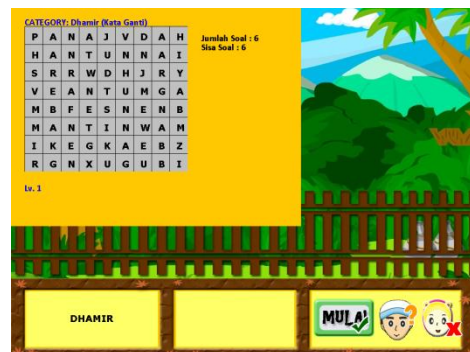 CATEGORY: Dhamir (Kata Ganti)
P A N A J V D A H
H A N T U N N A I
S R R W D H J R Y
V E A N T U M G A
M B F E S N E N B
M A N T I N W A M
I K E G K A E B Z
R G N X U G U B I
Jumlah Soal : 6
Sisa Soal : 6
Lv. 1
DHAMIR
MULAI